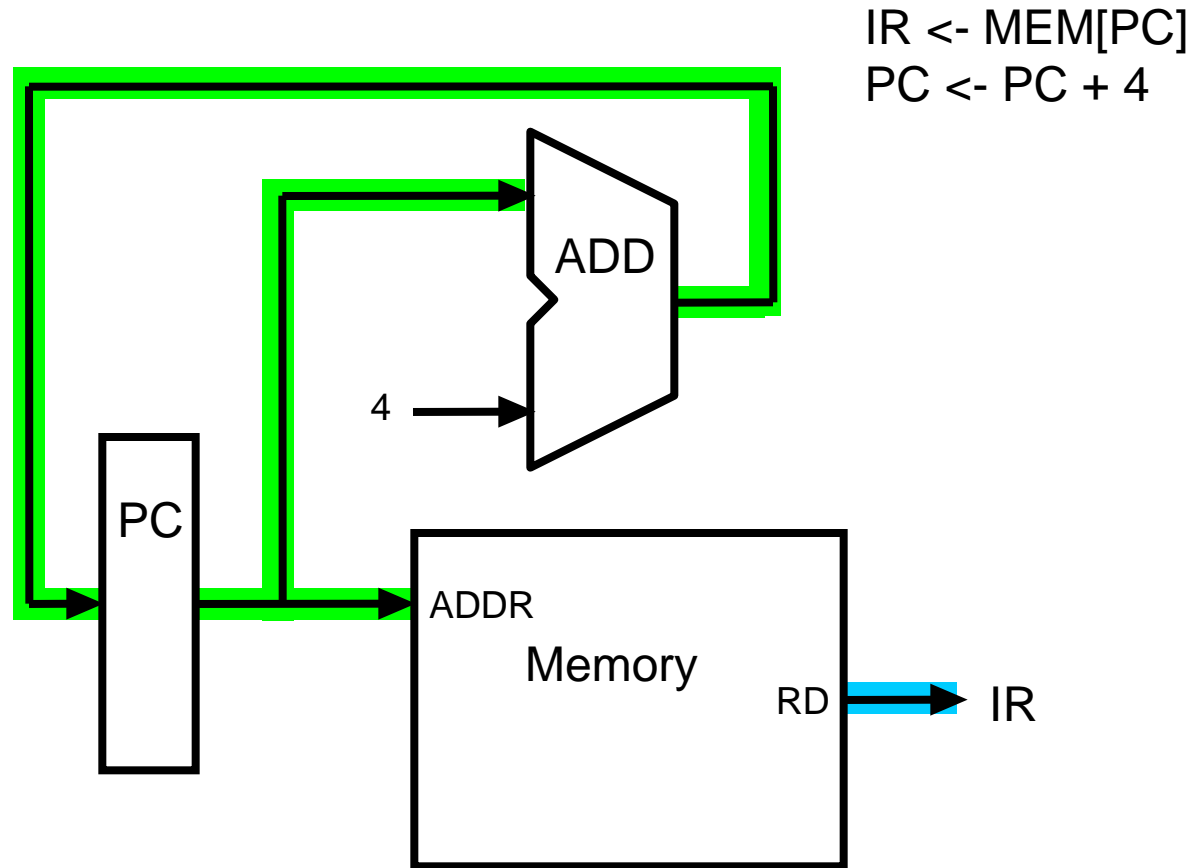 IR <- MEM[PC]
PC <- PC + 4
ADD
4
PC
ADDR
Memory
RD
IR